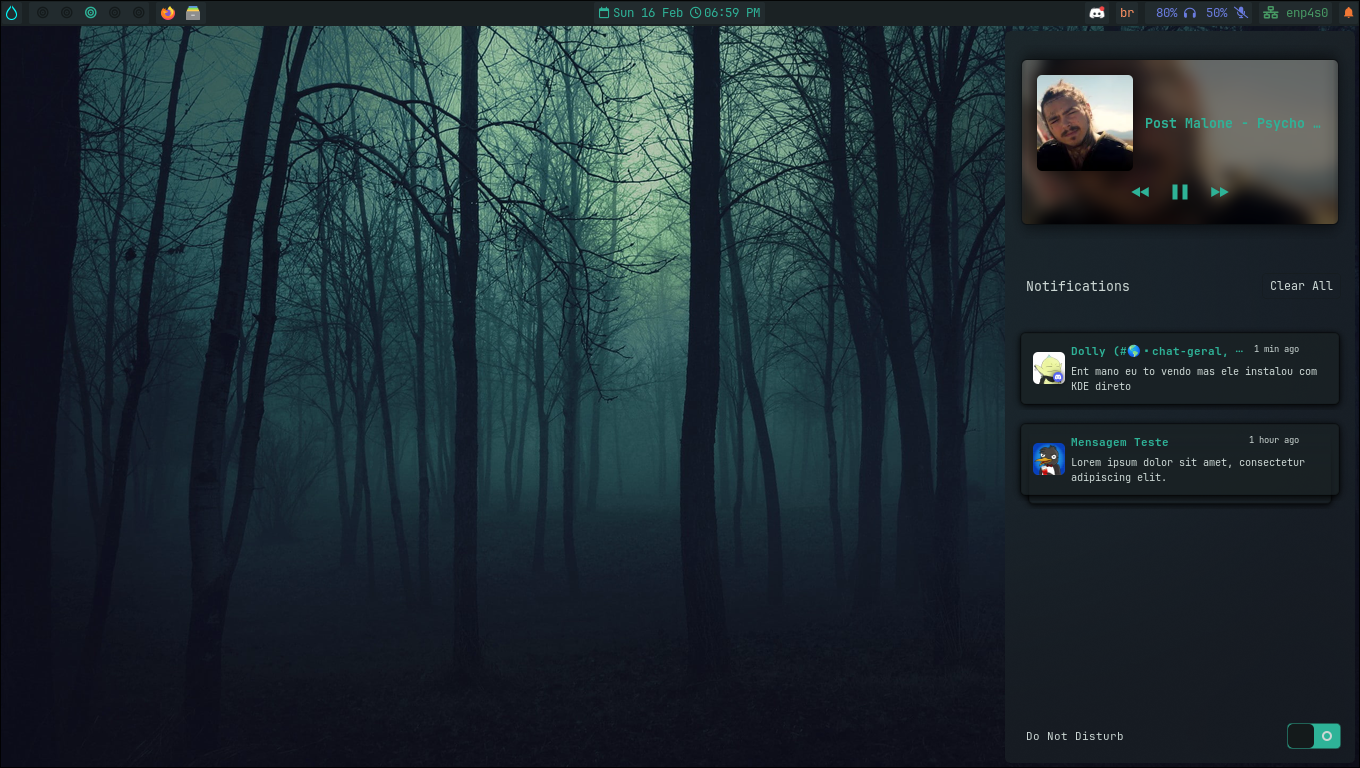 Sun 16 Feb 06:59 PM
br
80% 50%
enp4s0
Post Malone - Psycho …
Notifications
Clear All
Dolly (#🌎・chat-geral, … 1 min ago
Ent mano eu to vendo mas ele instalou com
KDE direto
Mensagem Teste 1 hour ago
Lorem ipsum dolor sit amet, consectetur
adipiscing elit.
Do Not Disturb